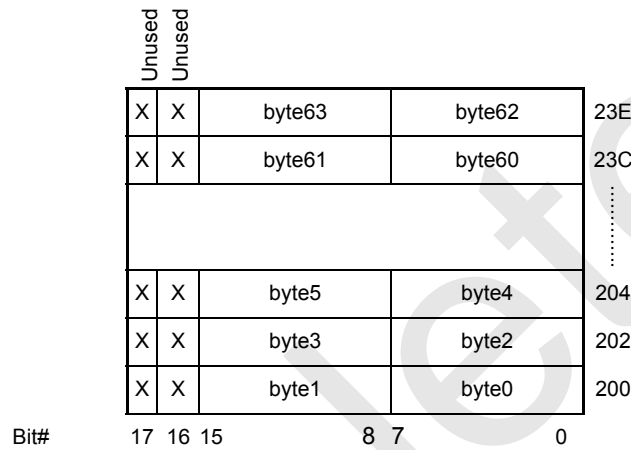 Unused Unused
X X byte63 byte62 23E
X X byte61 byte60 23C
X X byte5 byte4 204
X X byte3 byte2 202
X X byte1 byte0 200
Bit# 17 16 15 8 7 0